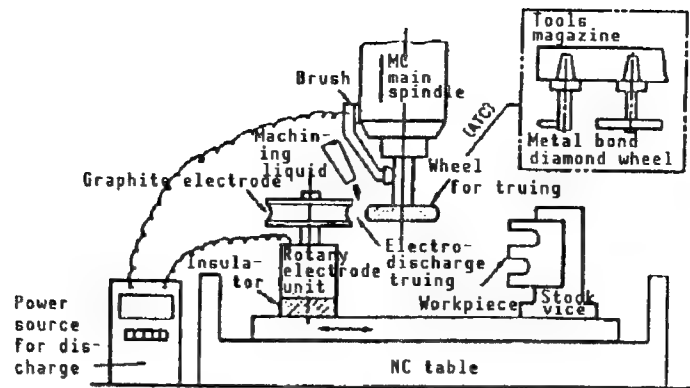 Tools
magazine
MC
main
spindle
Brush
(ATC)
Machin-
ing
liquid
Metal bond
diamond wheel
Wheel
for truing
Graphite electrode
Electro-
discharge
truing
Insula-
tor
Rotary
electrode
unit
Workpiece
Stock
vice
Power
source
for dis-
charge
NC table